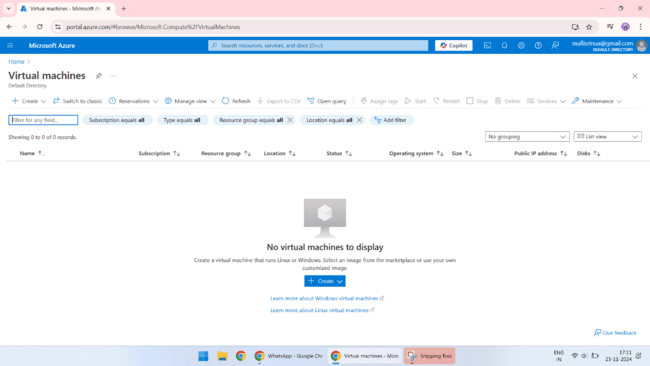 Virtual machines - Microsoft Az
portal.azure.com/#browse/Microsoft.Compute%2FVirtualMachines
Microsoft Azure
Search resources, services, and docs (G+/)
Copilot
DEFAULT DIRECTORY
Home >
Virtual machines
Default Directory
Create
Switch to classic
Reservations
Manage view
Refresh
Export to CSV
Open query
Assign tags
Start
Restart
Stop
Delete
Services
Maintenance
Filter for any field...
Subscription equals all
Type equals all
Resource group equals all
Location equals all
Add filter
Showing 0 to 0 of 0 records.
No grouping
List view
Name
Subscription
Resource group
Location
Status
Operating system
Size
Public IP address
Disks
No virtual machines to display
Create a virtual machine that runs Linux or Windows. Select an image from the marketplace or use your own
customized image.
Create
Learn more about Windows virtual machines
Learn more about Linux virtual machines
Give feedback
WhatsApp - Google Chr
Virtual machines - Micr
Snipping Tool
ENG
IN
17:11
23-11-2024